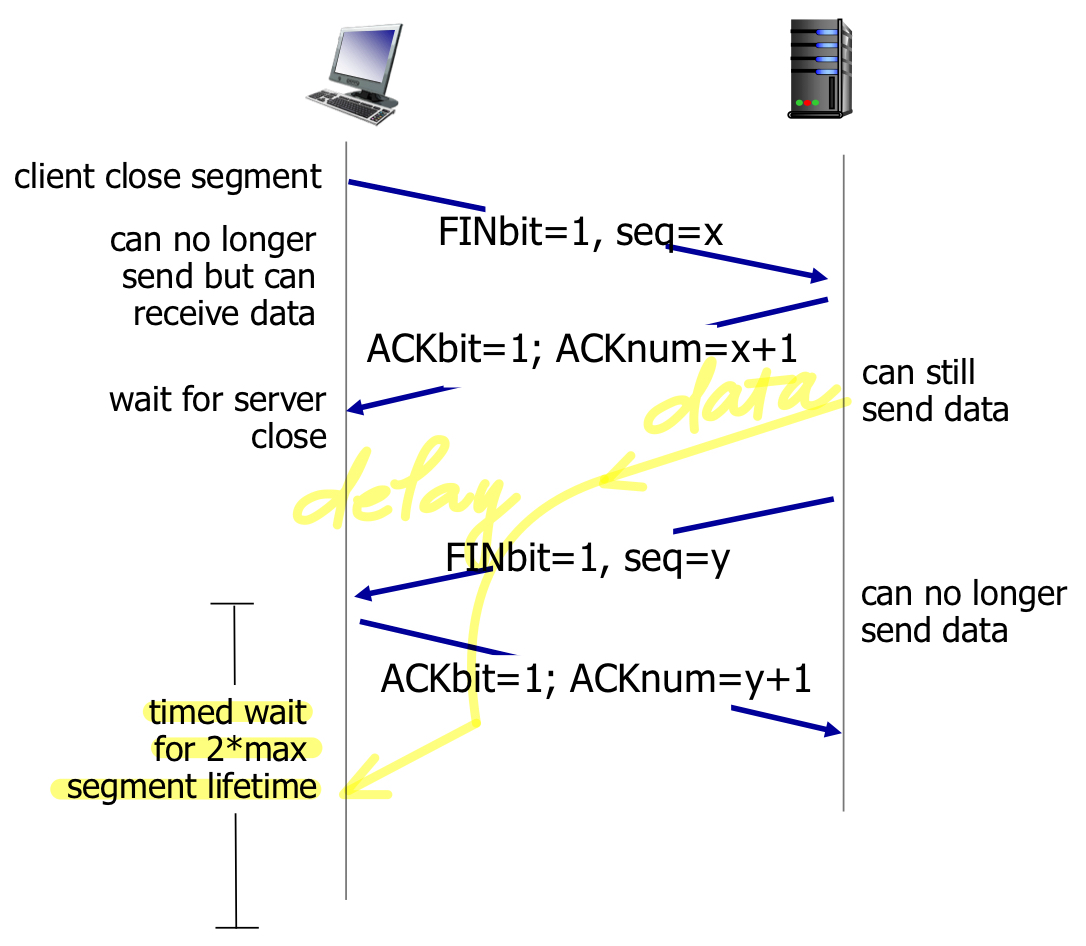 client close segment
FINbit=1, seq=x
can no longer
send but can
receive data
ACKbit=1; ACKnum=x+1
can still
send data
data
wait for server
close
delay
FINbit=1, seq=y
can no longer
send data
ACKbit=1; ACKnum=y+1
timed wait
for 2*max
segment lifetime